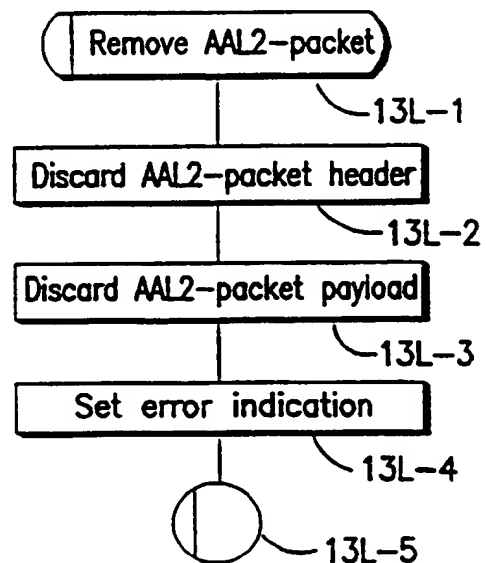 Remove AAL2-packet
13L-1
Discard AAL2-packet header
13L-2
Discard AAL2-packet payload
13L-3
Set error indication
13L-4
13L-5